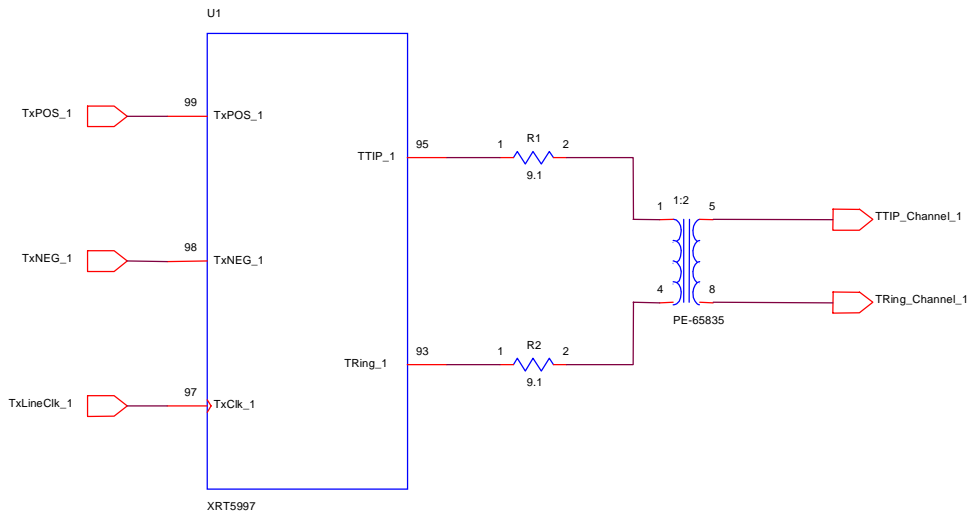 U1
TxPOS_1
99
TxPOS_1
TTIP_1
95
1
R1
2
9.1
1
1:2
5
TTIP_Channel_1
TxNEG_1
98
TxNEG_1
4
8
TRing_Channel_1
PE-65835
TRing_1
93
1
R2
2
9.1
TxLineClk_1
97
TxClk_1
XRT5997